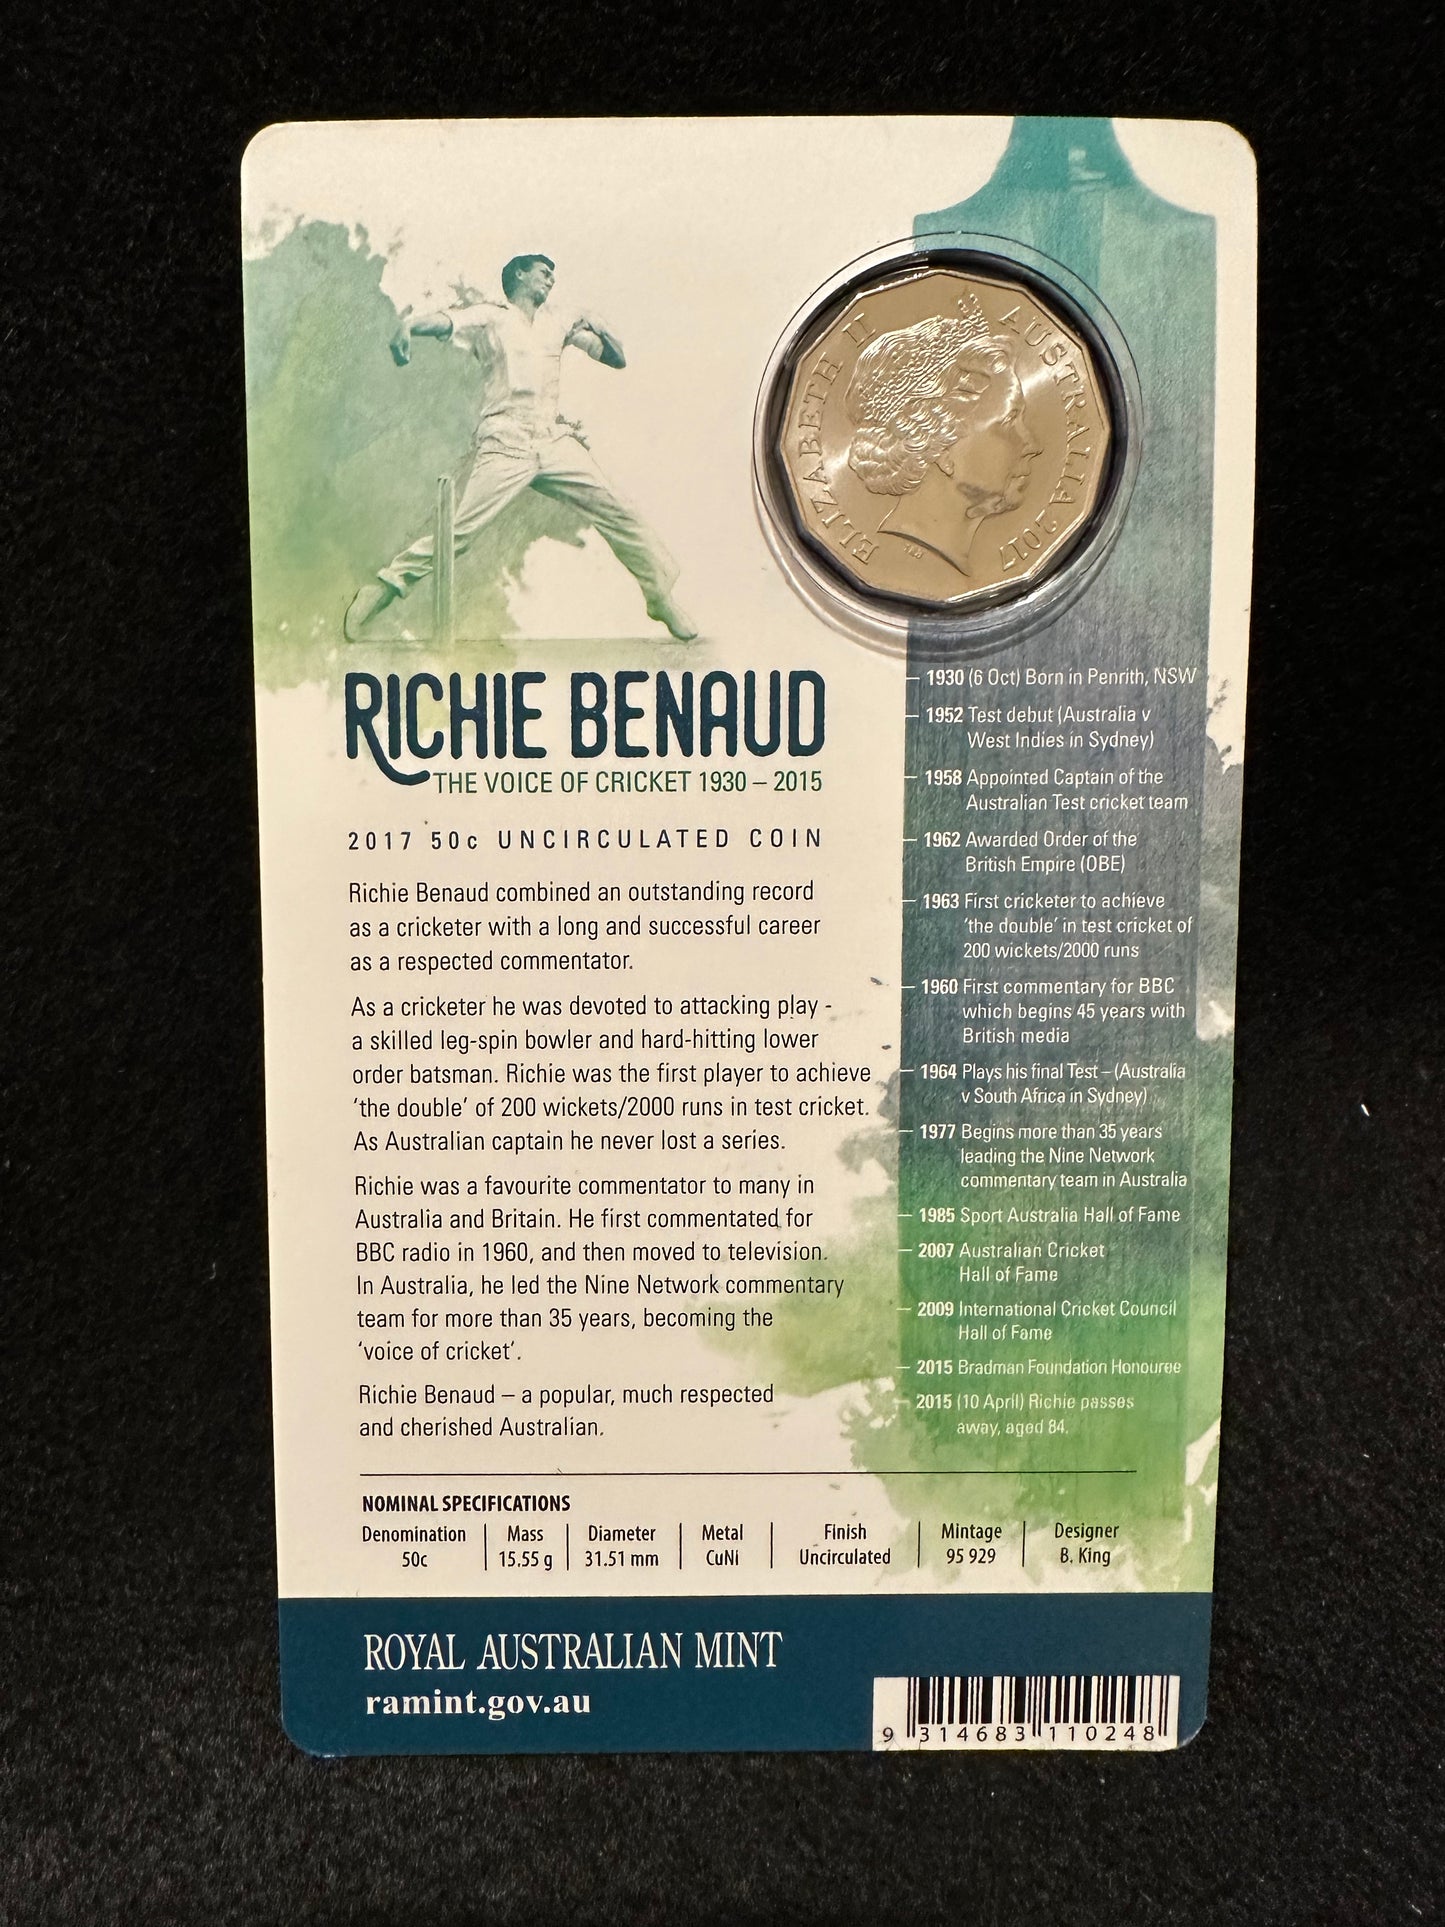 ELIZABETH II AUSTRALIA 2017
RICHIE BENAUD
THE VOICE OF CRICKET 1930 – 2015
2017 50c UNCIRCULATED COIN
Richie Benaud combined an outstanding record
as a cricketer with a long and successful career
as a respected commentator.
As a cricketer he was devoted to attacking play -
a skilled leg-spin bowler and hard-hitting lower
order batsman. Richie was the first player to achieve
‘the double’ of 200 wickets/2000 runs in test cricket.
As Australian captain he never lost a series.
Richie was a favourite commentator to many in
Australia and Britain. He first commentated for
BBC radio in 1960, and then moved to television.
In Australia, he led the Nine Network commentary
team for more than 35 years, becoming the
‘voice of cricket’.
Richie Benaud – a popular, much respected
and cherished Australian.
1930 (6 Oct) Born in Penrith, NSW
1952 Test debut (Australia v
West Indies in Sydney)
1958 Appointed Captain of the
Australian Test cricket team
1962 Awarded Order of the
British Empire (OBE)
1963 First cricketer to achieve
‘the double’ in test cricket of
200 wickets/2000 runs
1960 First commentary for BBC
which begins 45 years with
British media
1964 Plays his final Test – (Australia
v South Africa in Sydney)
1977 Begins more than 35 years
leading the Nine Network
commentary team in Australia
1985 Sport Australia Hall of Fame
2007 Australian Cricket
Hall of Fame
2009 International Cricket Council
Hall of Fame
2015 Bradman Foundation Honouree
2015 (10 April) Richie passes
away, aged 84.
NOMINAL SPECIFICATIONS
Denomination Mass Diameter Metal Finish Mintage Designer
50c 15.55 g 31.51 mm CuNi Uncirculated 95 929 B. King
ROYAL AUSTRALIAN MINT
ramint.gov.au
9 314683 110248